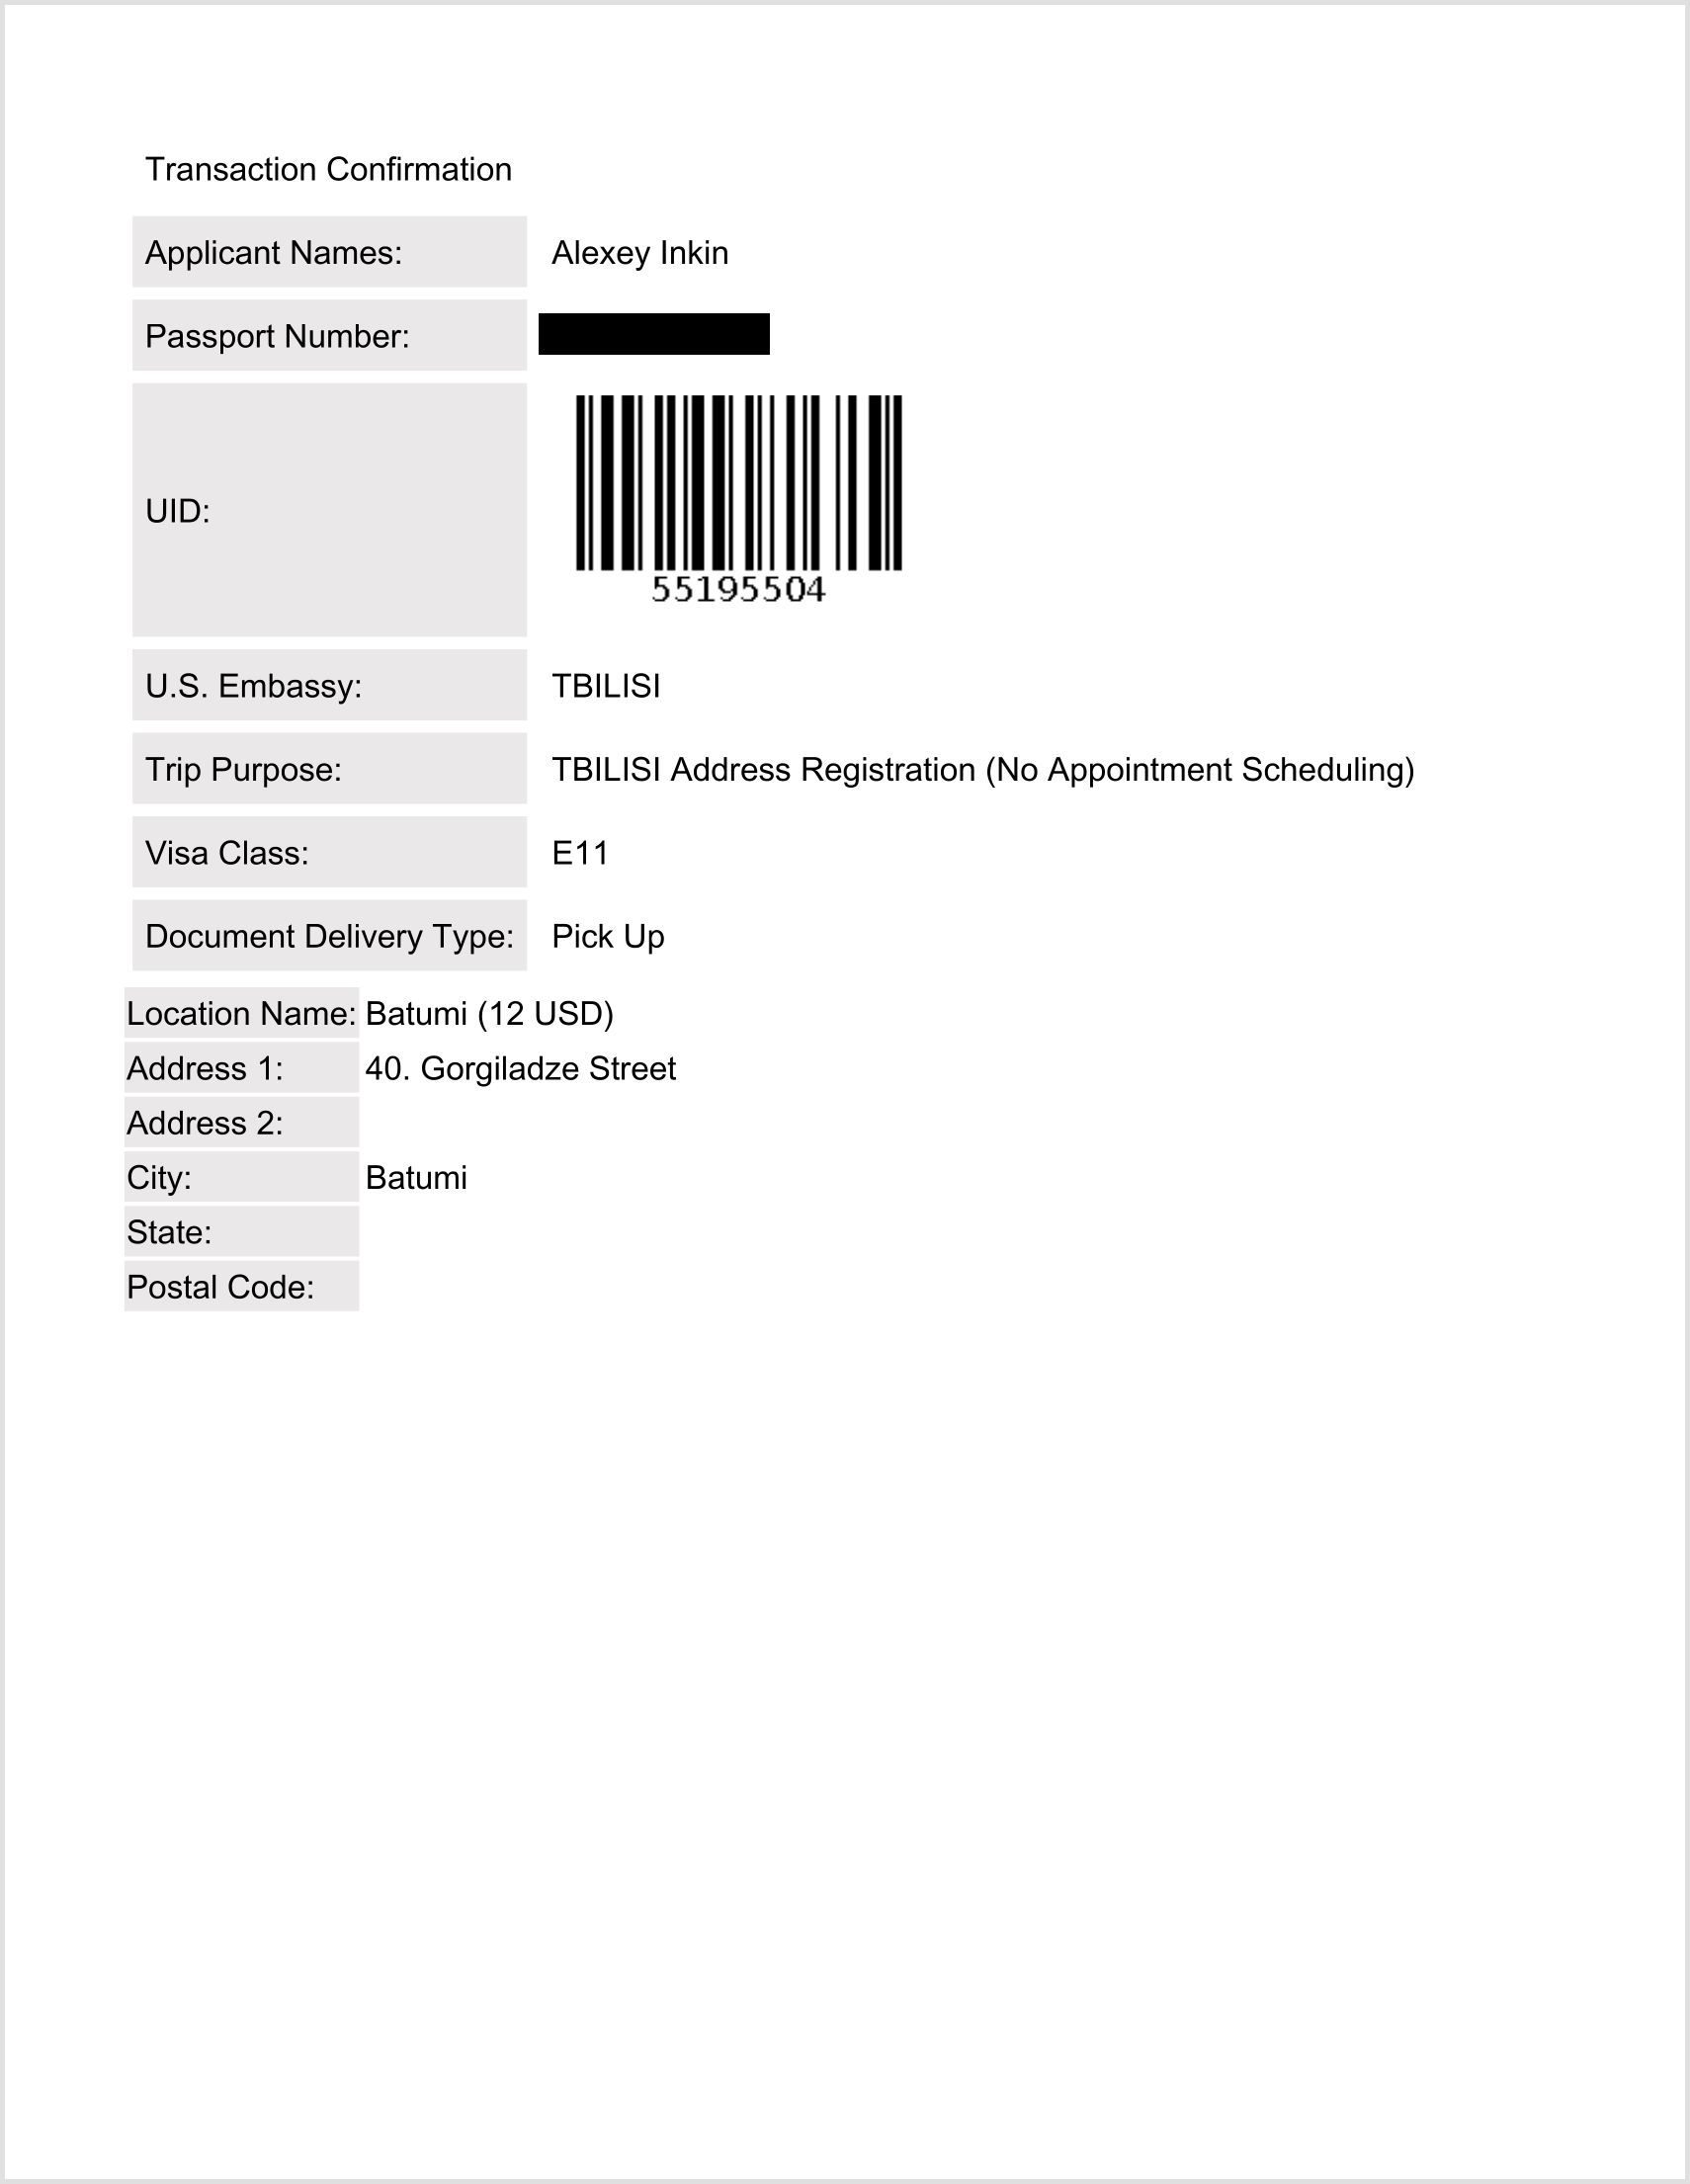 Transaction Confirmation
Applicant Names: Alexey Inkin
Passport Number:
UID:
55195504
U.S. Embassy: TBILISI
Trip Purpose: TBILISI Address Registration (No Appointment Scheduling)
Visa Class: E11
Document Delivery Type: Pick Up
Location Name: Batumi (12 USD)
Address 1: 40. Gorgiladze Street
Address 2:
City: Batumi
State:
Postal Code: